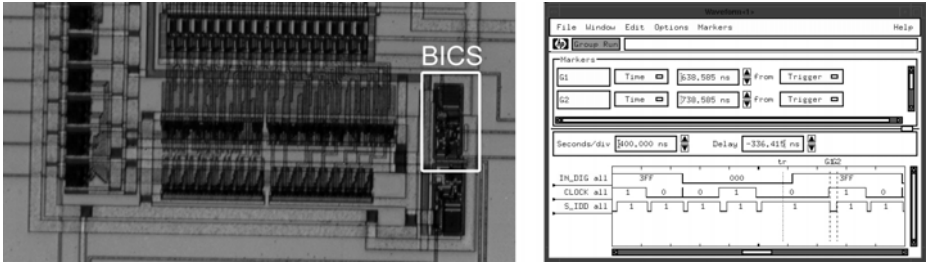 BICS
Waveform<1>
File Window Edit Options Markers Help
hp Group Run
Markers
G1 Time 638.585 ns from Trigger
G2 Time 738.585 ns from Trigger
Seconds/div 400.000 ns Delay -336.415 ns
tr G1G2
IN_DIG all 3FF 000 3FF
CLOCK all 1 0 0 1 0 1 0
S_IDD all 1 1 1 1 1 1 1